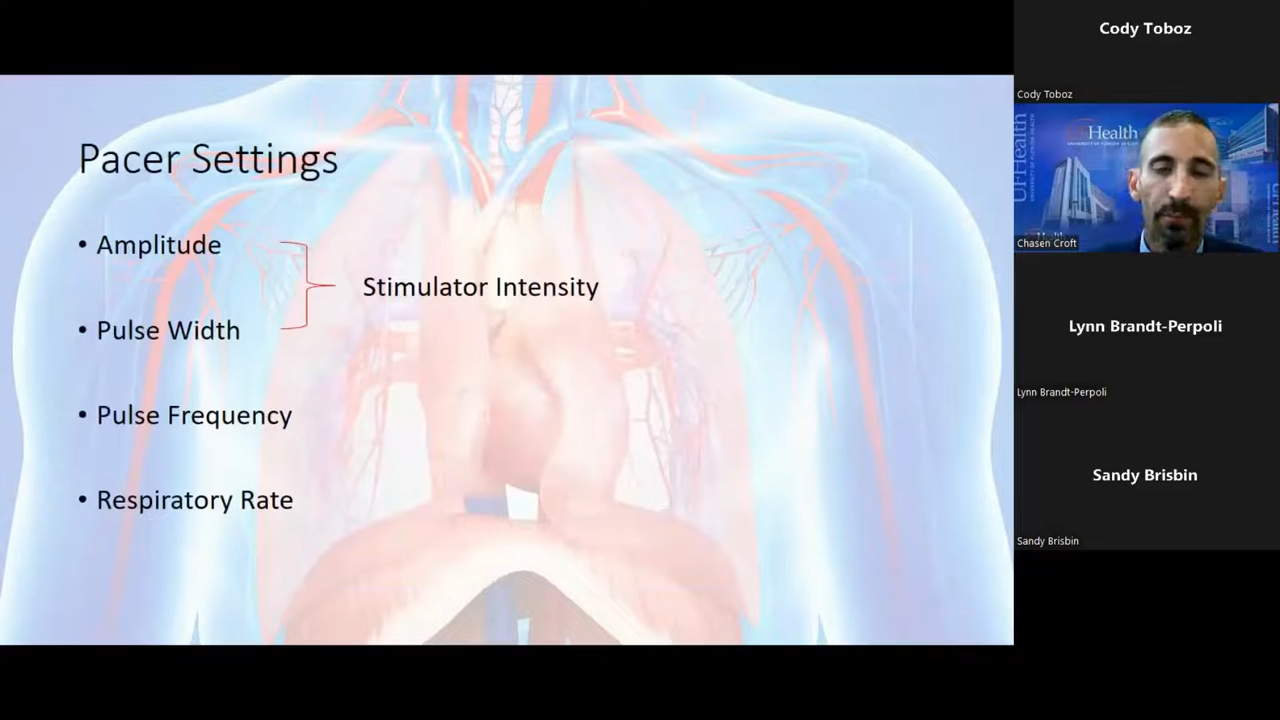 Pacer Settings
• Amplitude
Stimulator Intensity
• Pulse Width
• Pulse Frequency
• Respiratory Rate
Cody Toboz
Cody Toboz
UFHealth
UFHealth
Chasen Croft
Lynn Brandt-Perpoli
Lynn Brandt-Perpoli
Sandy Brisbin
Sandy Brisbin